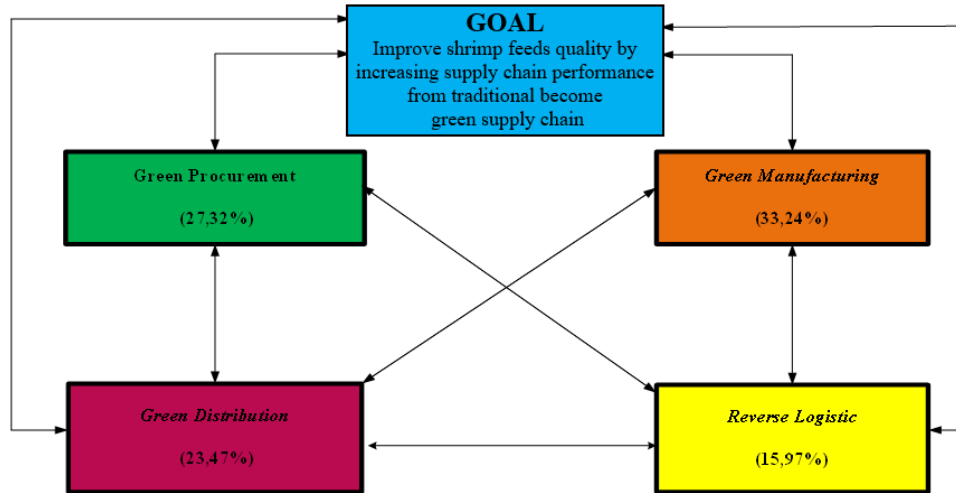 GOAL
Improve shrimp feeds quality by
increasing supply chain performance
from traditional become
green supply chain
Green Procurement
(27,32%)
Green Manufacturing
(33,24%)
Green Distribution
(23,47%)
Reverse Logistic
(15,97%)